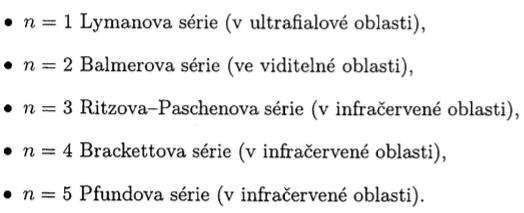 • n = 1 Lymanova série (v ultrafialové oblasti),
• n = 2 Balmerova série (ve viditelné oblasti),
• n = 3 Ritzova–Paschenova série (v infračervené oblasti),
• n = 4 Brackettova série (v infračervené oblasti),
• n = 5 Pfundova série (v infračervené oblasti).